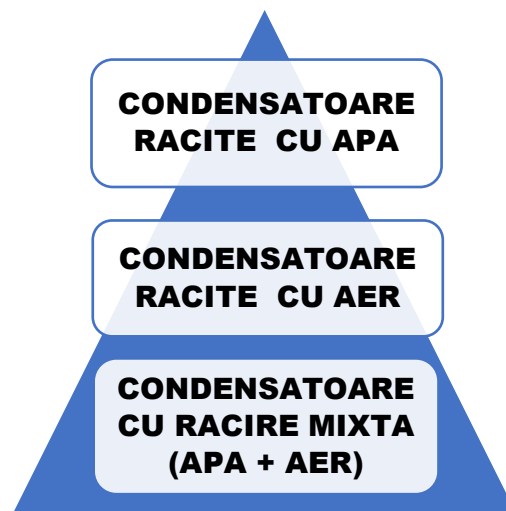 CONDENSATOARE
RACITE CU APA
CONDENSATOARE
RACITE CU AER
CONDENSATOARE
CU RACIRE MIXTA
(APA + AER)